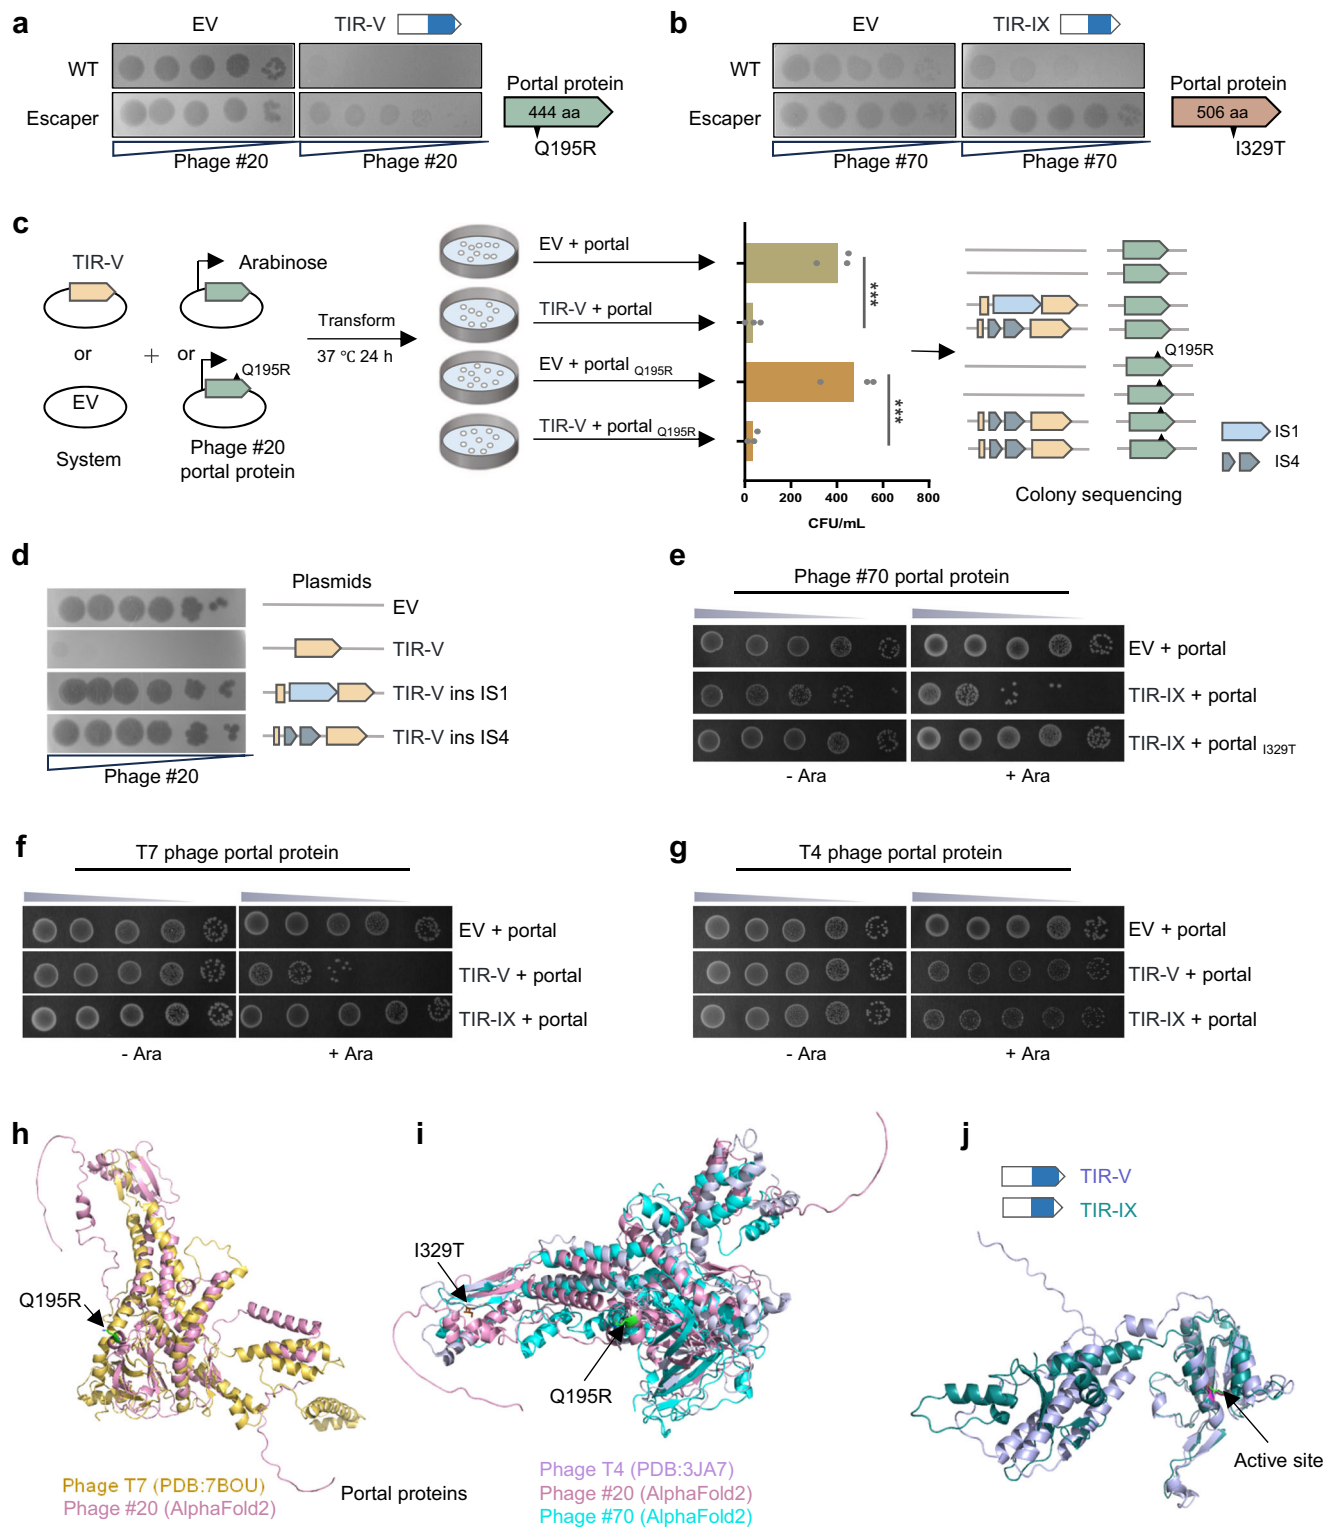 a
EV
TIR-V
WT
Escaper
Phage #20
Phage #20
Portal protein
444 aa
Q195R
b
EV
TIR-IX
WT
Escaper
Phage #70
Phage #70
Portal protein
506 aa
I329T
c
TIR-V
Arabinose
or
+
or
Q195R
EV
System
Phage #20
portal protein
Transform
37 ℃ 24 h
EV + portal
TIR-V + portal
EV + portal Q195R
TIR-V + portal Q195R
***
***
0
200
400
600
800
CFU/mL
Q195R
IS1
IS4
Colony sequencing
d
Plasmids
EV
TIR-V
TIR-V ins IS1
TIR-V ins IS4
Phage #20
e
Phage #70 portal protein
EV + portal
TIR-IX + portal
TIR-IX + portal I329T
- Ara
+ Ara
f
T7 phage portal protein
EV + portal
TIR-V + portal
TIR-IX + portal
- Ara
+ Ara
g
T4 phage portal protein
EV + portal
TIR-V + portal
TIR-IX + portal
- Ara
+ Ara
h
Q195R
Phage T7 (PDB:7BOU)
Phage #20 (AlphaFold2)
Portal proteins
i
I329T
Q195R
Phage T4 (PDB:3JA7)
Phage #20 (AlphaFold2)
Phage #70 (AlphaFold2)
j
TIR-V
TIR-IX
Active site